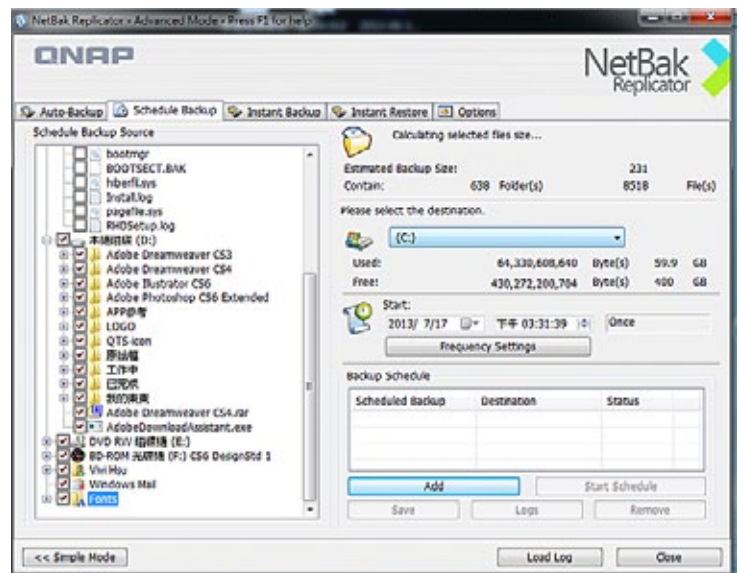 NetBak Replicator - Advanced Mode - Press F1 for help
QNAP
NetBak
Replicator
Auto-Backup
Schedule Backup
Instant Backup
Instant Restore
Options
Schedule Backup Source
bootmgr
BOOTSECT.BAK
hiberfil.sys
Install.log
pagefile.sys
RHDSetup.log
本機磁碟 (D:)
Adobe Dreamweaver CS3
Adobe Dreamweaver CS4
Adobe Illustrator CS6
Adobe Photoshop CS6 Extended
APP參考
LOGO
QTS-icon
原始檔
工作中
已完成
我的東東
Adobe Dreamweaver CS4.rar
AdobeDownloadAssistant.exe
DVD RW 磁碟機 (E:)
BD-ROM 光碟機 (F:) CS6 DesignStd 1
Vivi Hsu
Windows Mail
Fonts
Calculating selected files size...
Estimated Backup Size: 231
Contain: 638 Folder(s) 8518 File(s)
Please select the destination.
(C:)
Used: 64,330,608,640 Byte(s) 59.9 GB
Free: 430,272,200,704 Byte(s) 400 GB
Start:
2013/ 7/17 下午 03:31:39 Once
Frequency Settings
Backup Schedule
Scheduled Backup Destination Status
Add Start Schedule
Save Logs Remove
<< Simple Mode Load Log Close